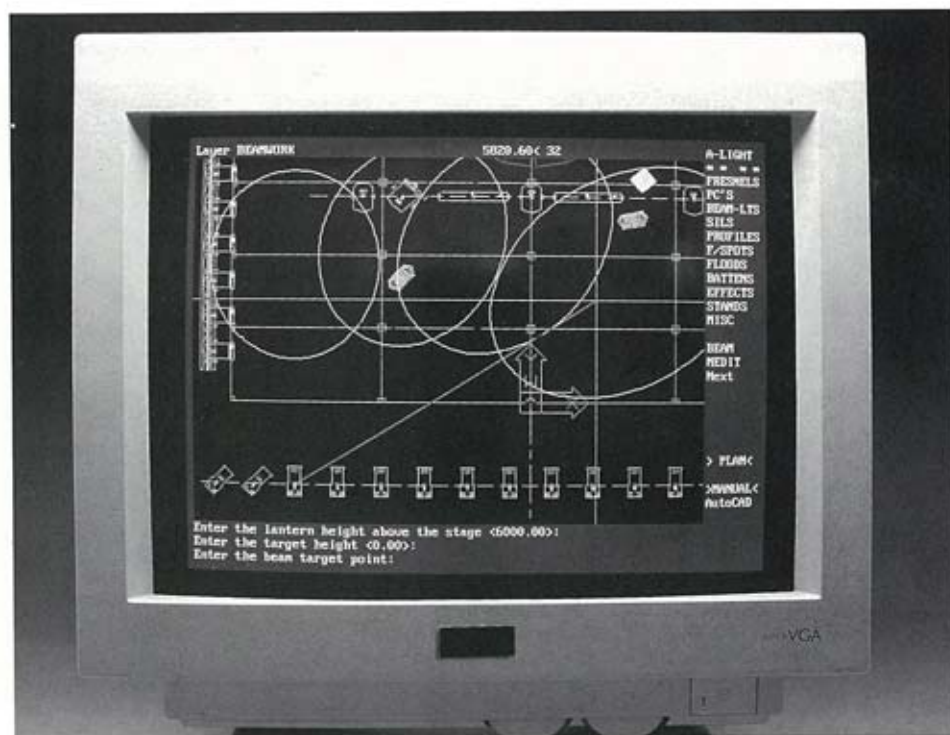 Layer BEAMWORK
5820.60< 32
A-LIGHT
** **
FRESNELS
PC'S
BEAM-LTS
SILS
PROFILES
F/SPOTS
FLOODS
BATTENS
EFFECTS
STANDS
MISC
BEAM
MEDIT
Next
> PLAN<
>MANUAL<
AutoCAD
Enter the lantern height above the stage <6000.00>:
Enter the target height <0.00>:
Enter the beam target point:
VGA